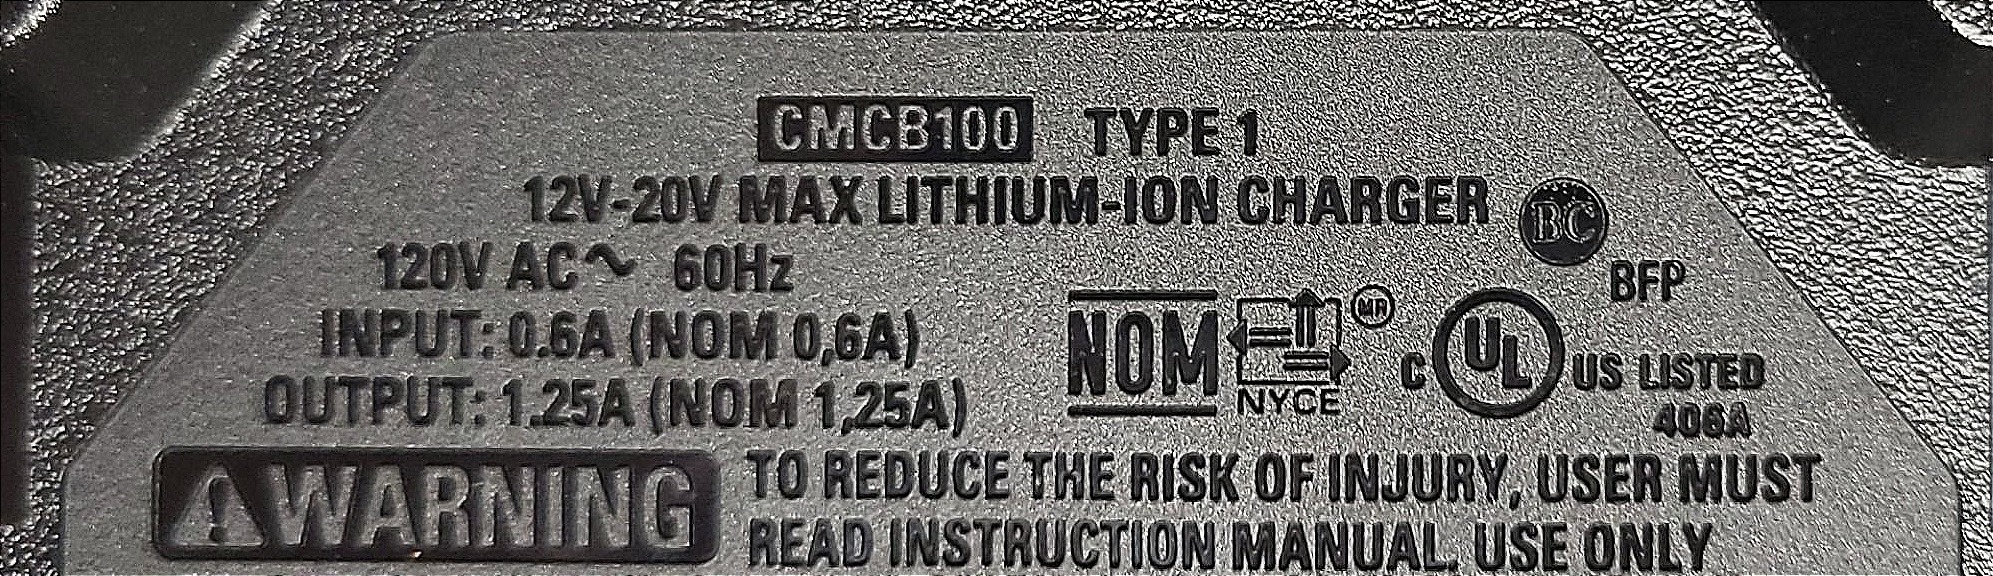 CMCB100 TYPE 1
12V-20V MAX LITHIUM-ION CHARGER
BC
120V AC~ 60Hz
BFP
INPUT: 0.6A (NOM 0,6A)
OUTPUT: 1.25A (NOM 1,25A)
NOM
MR
NYCE
C UL US LISTED
406A
WARNING TO REDUCE THE RISK OF INJURY, USER MUST
READ INSTRUCTION MANUAL. USE ONLY